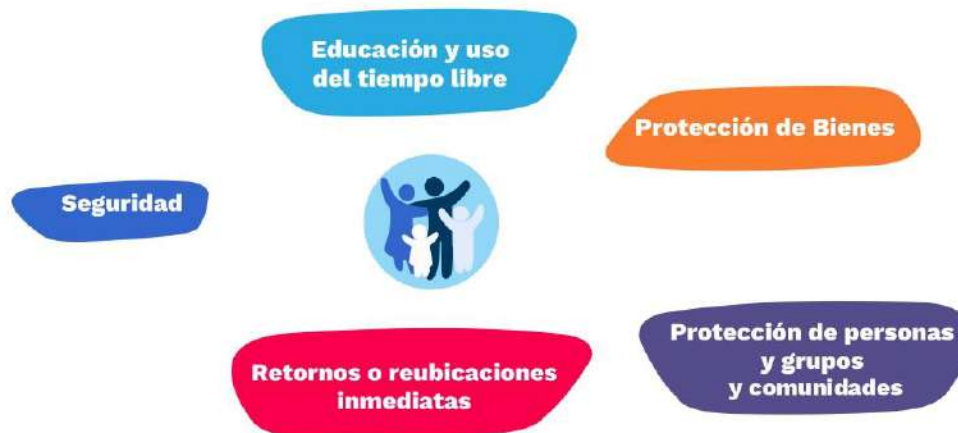 Educación y uso
del tiempo libre
Protección de Bienes
Seguridad
Protección de personas
y grupos
y comunidades
Retornos o reubicaciones
inmediatas